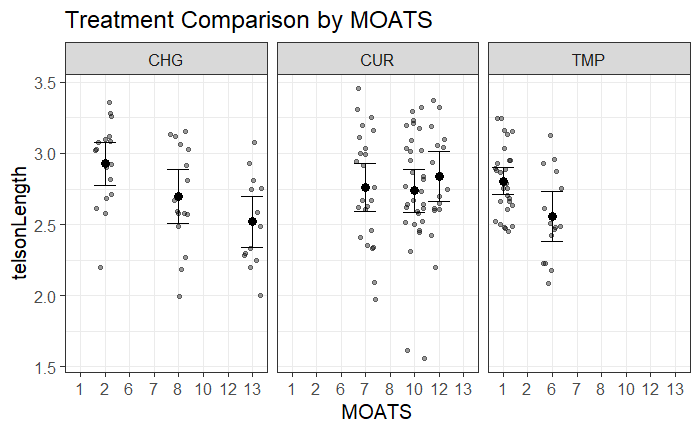 Treatment Comparison by MOATS
CHG CUR TMP
3.5
3.0
2.5
2.0
1.5
telsonLength
1 2 6 7 8 10 12 13 1 2 6 7 8 10 12 13 1 2 6 7 8 10 12 13
MOATS